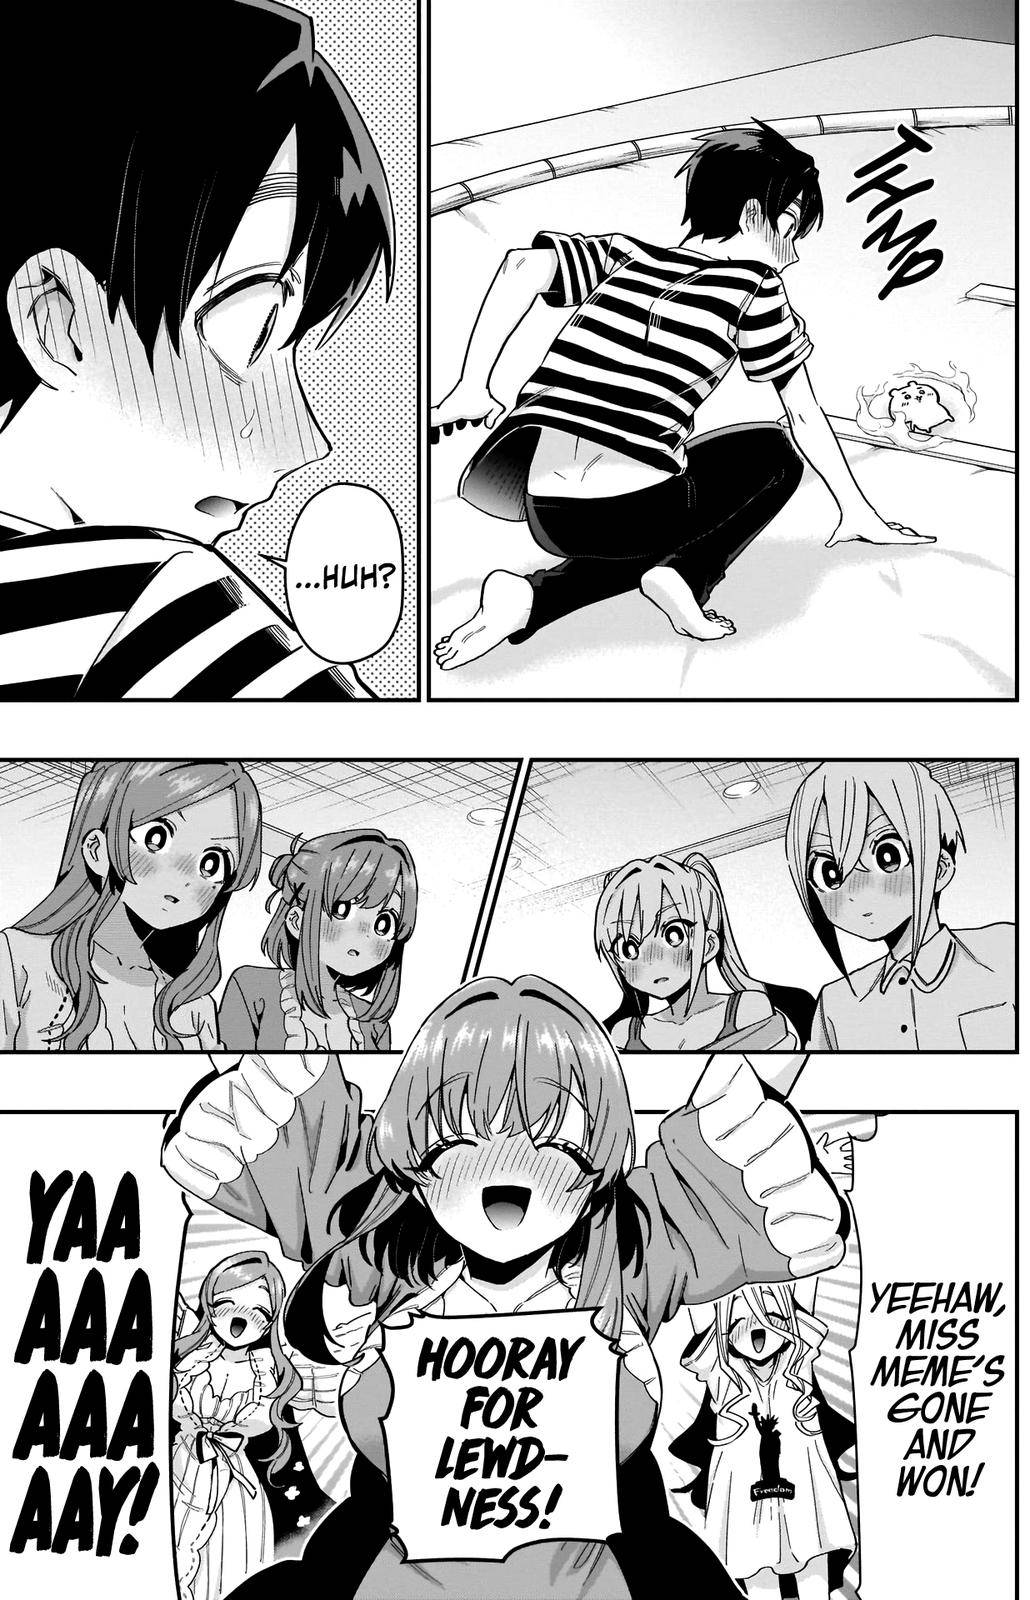 THMP
...HUH?
YEEHAW,
MISS
MEME'S
GONE
AND
WON!
Freedom
HOORAY
FOR
LEWD-
NESS!
YAA
AAA
AAA
AAY!